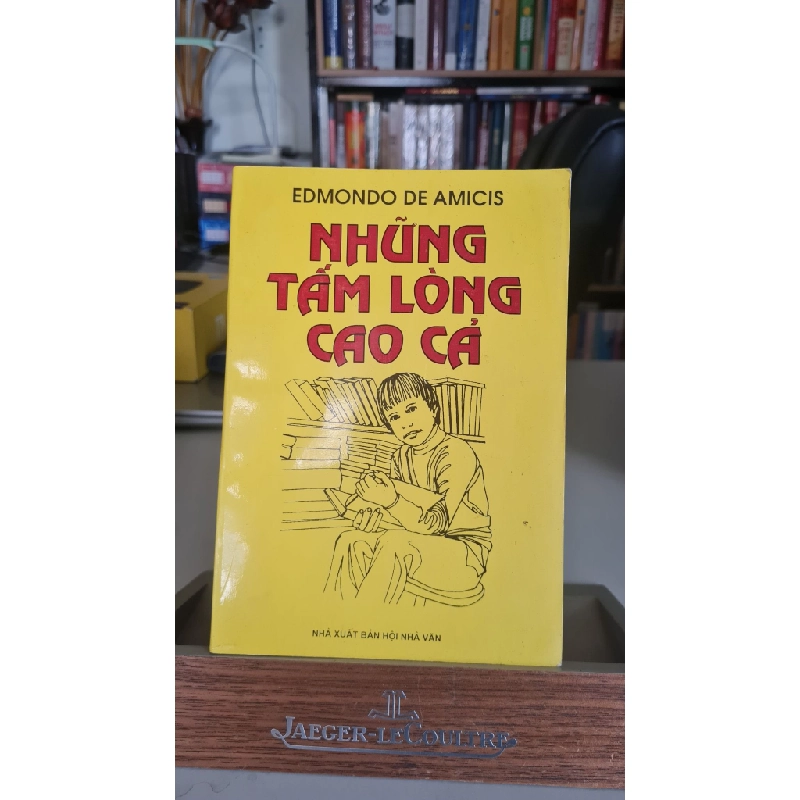 EDMONDO DE AMICIS
NHỮNG
TẤM LÒNG
CAO CẢ
NHÀ XUẤT BẢN HỘI NHÀ VĂN
JAEGER-LECOULTRE